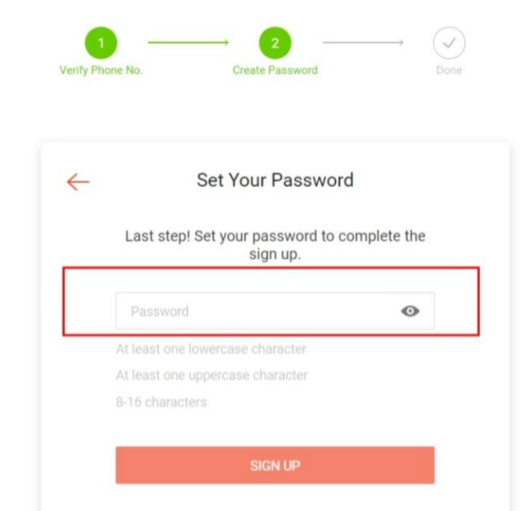 1
2
Verify Phone No.
Create Password
Done
Set Your Password
Last step! Set your password to complete the
sign up.
Password
At least one lowercase character
At least one uppercase character
8-16 characters
SIGN UP